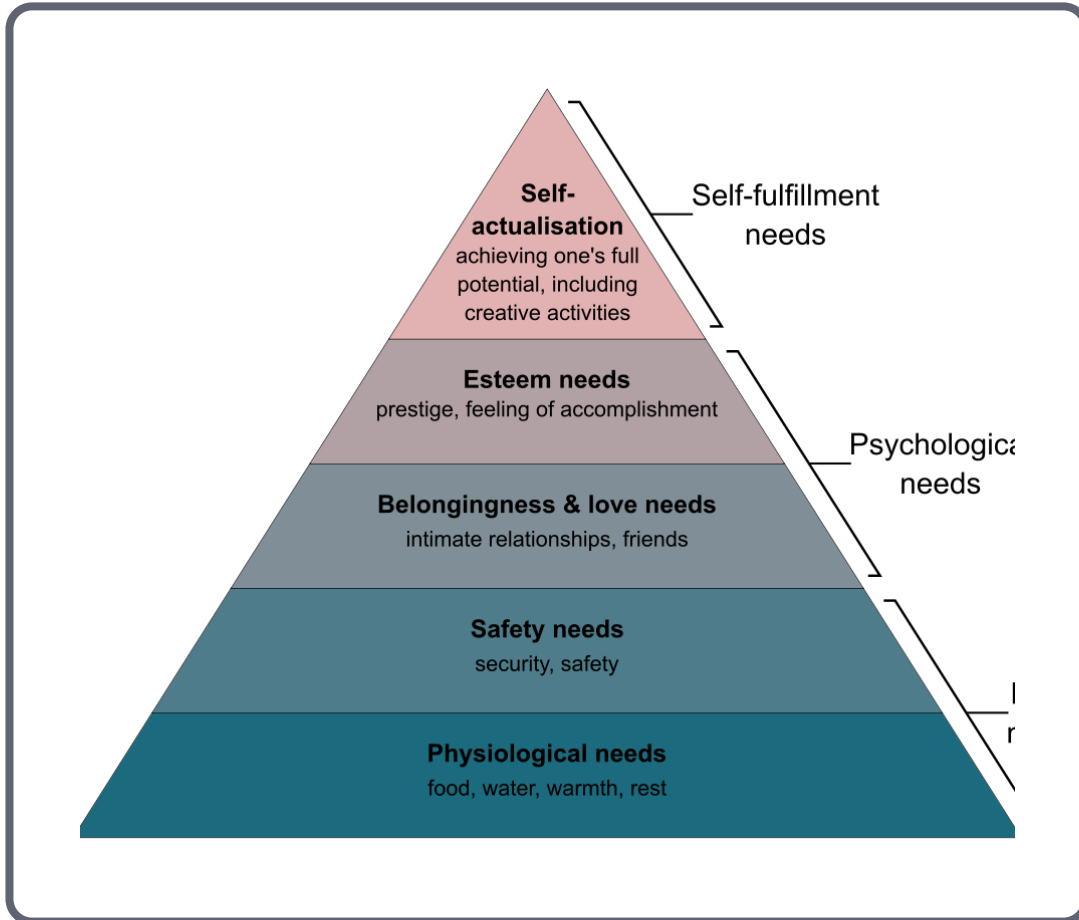 Self-
actualisation
achieving one's full
potential, including
creative activities
Self-fulfillment
needs
Esteem needs
prestige, feeling of accomplishment
Psychologica
needs
Belongingness & love needs
intimate relationships, friends
Safety needs
security, safety
Physiological needs
food, water, warmth, rest